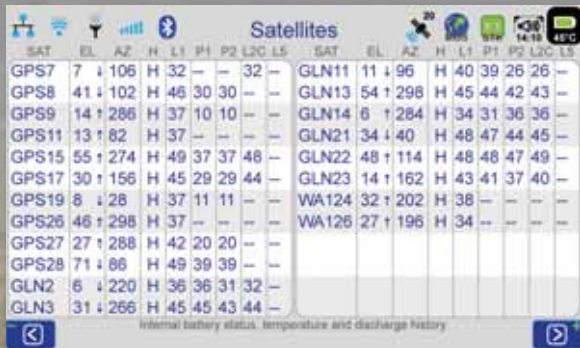 Satellites
20
14:10
45°C
SAT EL AZ H L1 P1 P2 L2C L5
GPS7 7 ↓ 106 H 32 -- -- 32 --
GPS8 41 ↓ 102 H 46 30 30 -- --
GPS9 14 ↑ 286 H 37 10 10 -- --
GPS11 13 ↑ 82 H 37 -- -- -- --
GPS15 55 ↑ 274 H 49 37 37 48 --
GPS17 30 ↑ 156 H 45 29 29 44 --
GPS19 8 ↓ 28 H 37 11 11 -- --
GPS26 46 ↑ 298 H 37 -- -- -- --
GPS27 27 ↑ 288 H 42 20 20 -- --
GPS28 71 ↓ 86 H 49 39 39 -- --
GLN2 6 ↓ 220 H 36 36 31 32 --
GLN3 31 ↓ 266 H 45 45 43 44 --
SAT EL AZ H L1 P1 P2 L2C L5
GLN11 11 ↓ 96 H 40 39 26 26 --
GLN13 54 ↑ 298 H 45 44 42 43 --
GLN14 6 ↑ 284 H 34 31 36 36 --
GLN21 34 ↓ 40 H 48 47 44 45 --
GLN22 48 ↑ 114 H 48 48 47 49 --
GLN23 14 ↑ 162 H 43 41 37 40 --
WA124 32 ↑ 202 H 38 -- -- -- --
WA126 27 ↑ 196 H 34 -- -- -- --
Internal battery status, temperature and discharge history